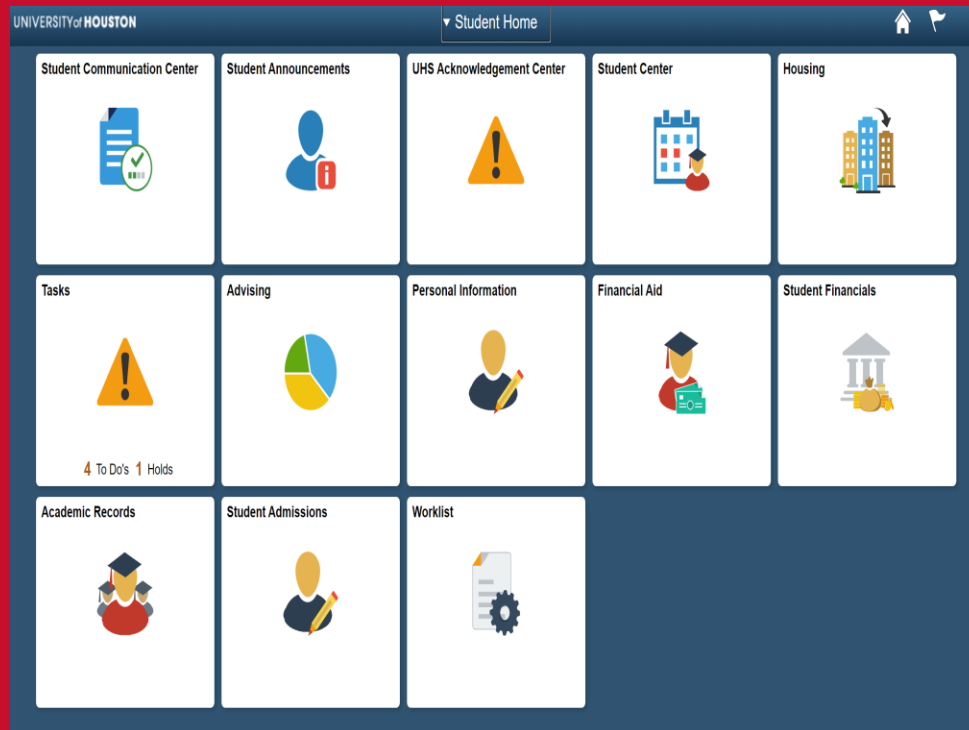 UNIVERSITY of HOUSTON
Student Home
Student Communication Center
Student Announcements
UHS Acknowledgement Center
Student Center
Housing
Tasks
4 To Do's 1 Holds
Advising
Personal Information
Financial Aid
Student Financials
Academic Records
Student Admissions
Worklist